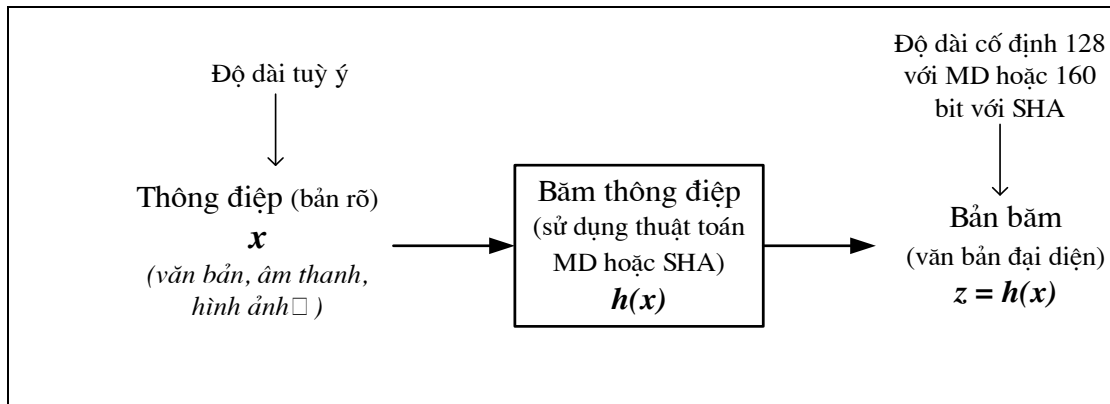 Độ dài tuỳ ý
Thông điệp (bản rõ)
x
(văn bản, âm thanh,
hình ảnh□ )
Băm thông điệp
(sử dụng thuật toán
MD hoặc SHA)
h(x)
Độ dài cố định 128
với MD hoặc 160
bit với SHA
Bản băm
(văn bản đại diện)
z = h(x)